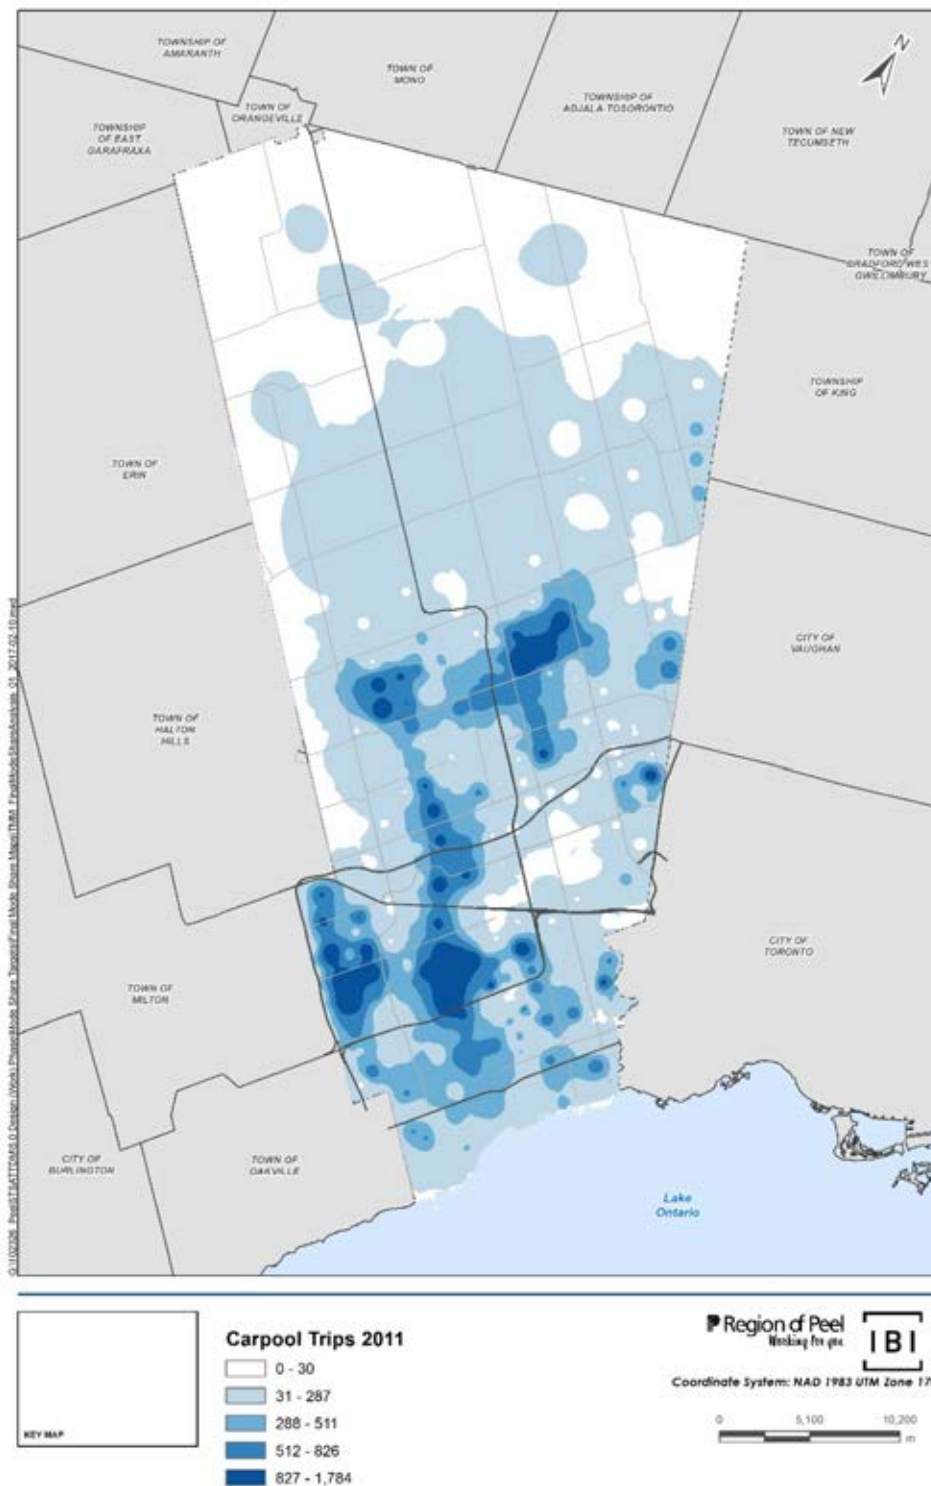 N
TOWNSHIP OF
AMARANTH
TOWN OF
MONO
TOWN OF
ORANGEVILLE
TOWNSHIP OF
ADJALA-TOSORONTIO
TOWNSHIP
OF EAST
GARAFRAXA
TOWN OF NEW
TECUMSETH
TOWN OF
BRADFORD WEST
GWILLIMBURY
TOWNSHIP
OF KING
TOWN OF
ERIN
CITY OF
VAUGHAN
TOWN OF
HALTON
HILLS
CITY OF
TORONTO
TOWN OF
MILTON
CITY OF
BURLINGTON
TOWN OF
OAKVILLE
Lake
Ontario
KEY MAP
Carpool Trips 2011
0 - 30
31 - 287
288 - 511
512 - 826
827 - 1,784
Region of Peel
Working for you
IBI
Coordinate System: NAD 1983 UTM Zone 17
0 5,100 10,200
m